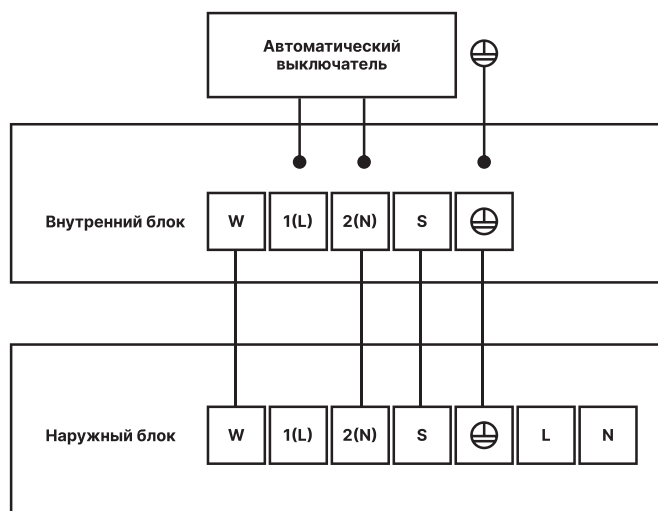 Автоматический
выключатель
Внутренний блок W 1(L) 2(N) S
Наружный блок W 1(L) 2(N) S L N